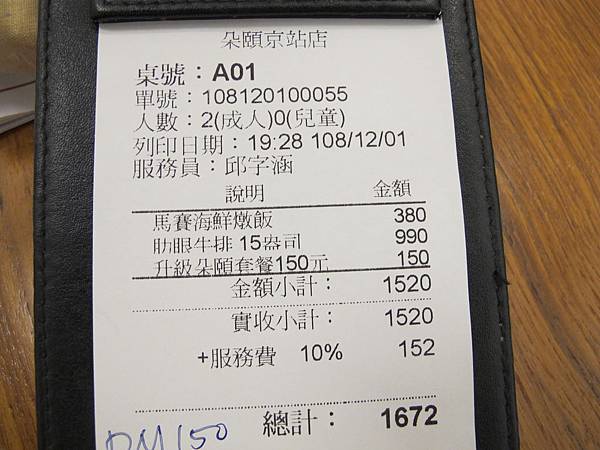 朵頤京站店
桌號：A01
單號：108120100055
人數：2(成人)0(兒童)
列印日期：19:28 108/12/01
服務員：邱字涵
說明 金額
馬賽海鮮燉飯 380
肋眼牛排 15盎司 990
升級朵頤套餐150元 150
金額小計： 1520
實收小計： 1520
+服務費 10% 152
總計： 1672
DM 150